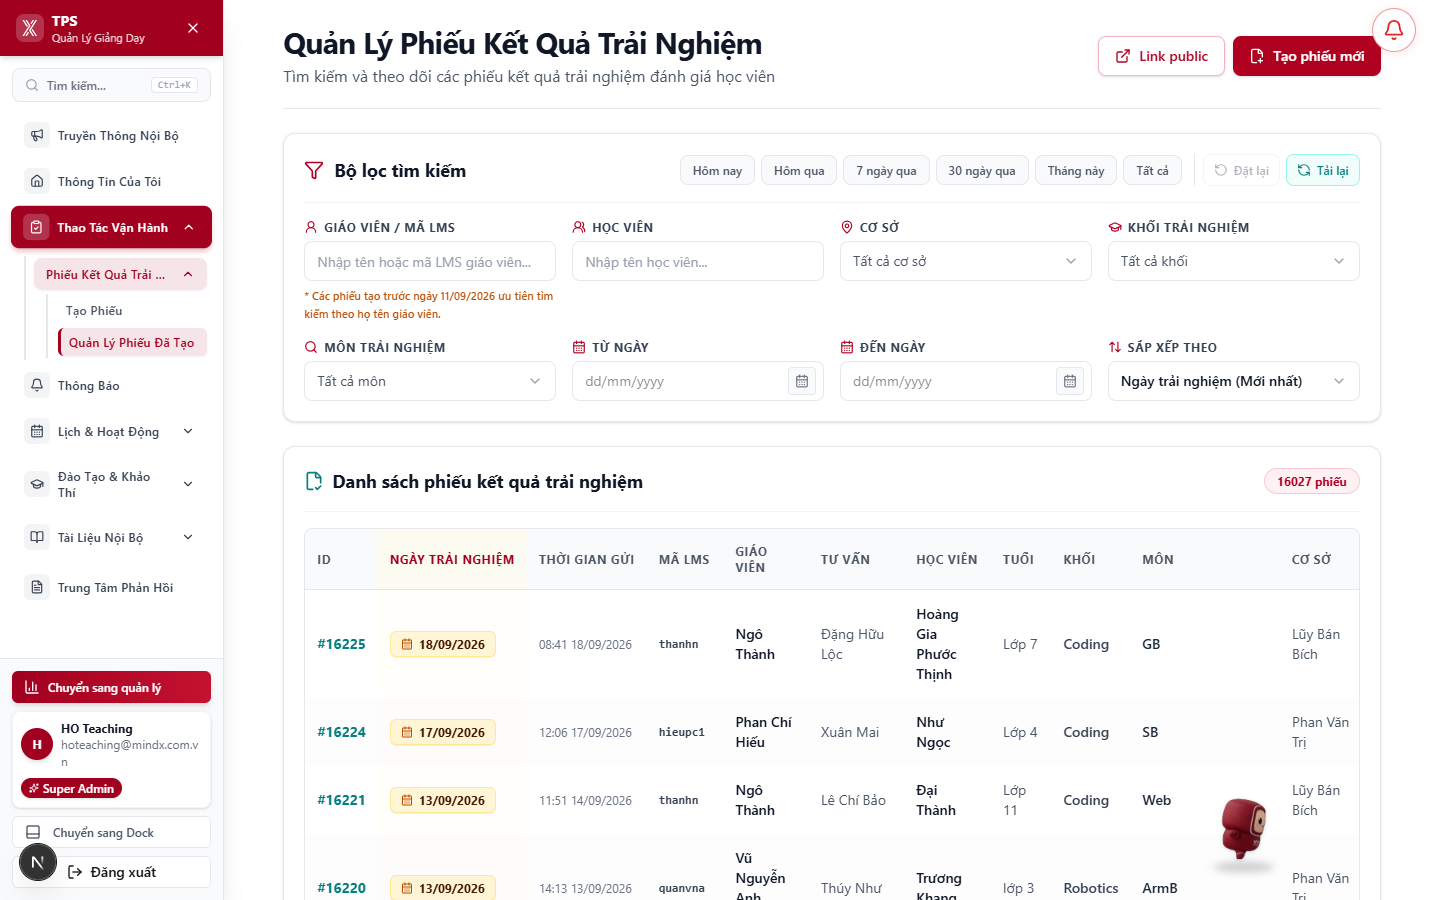 TPS
Quản Lý Giảng Dạy
Tìm kiếm...
Ctrl+K
Truyền Thông Nội Bộ
Thông Tin Của Tôi
Thao Tác Vận Hành
Phiếu Kết Quả Trải ...
Tạo Phiếu
Quản Lý Phiếu Đã Tạo
Thông Báo
Lịch & Hoạt Động
Đào Tạo & Khảo
Thí
Tài Liệu Nội Bộ
Trung Tâm Phản Hồi
Chuyển sang quản lý
H
HO Teaching
hoteaching@mindx.com.v
n
Super Admin
Chuyển sang Dock
N
Đăng xuất
Quản Lý Phiếu Kết Quả Trải Nghiệm
Tìm kiếm và theo dõi các phiếu kết quả trải nghiệm đánh giá học viên
Link public
Tạo phiếu mới
Bộ lọc tìm kiếm
Hôm nay
Hôm qua
7 ngày qua
30 ngày qua
Tháng này
Tất cả
Đặt lại
Tải lại
GIÁO VIÊN / MÃ LMS
HỌC VIÊN
CƠ SỞ
KHỐI TRẢI NGHIỆM
Nhập tên hoặc mã LMS giáo viên...
Nhập tên học viên...
Tất cả cơ sở
Tất cả khối
* Các phiếu tạo trước ngày 11/09/2026 ưu tiên tìm
kiếm theo họ tên giáo viên.
MÔN TRẢI NGHIỆM
TỪ NGÀY
ĐẾN NGÀY
SẮP XẾP THEO
Tất cả môn
dd/mm/yyyy
dd/mm/yyyy
Ngày trải nghiệm (Mới nhất)
Danh sách phiếu kết quả trải nghiệm
16027 phiếu
ID
NGÀY TRẢI NGHIỆM
THỜI GIAN GỬI
MÃ LMS
GIÁO
VIÊN
TƯ VẤN
HỌC VIÊN
TUỔI
KHỐI
MÔN
CƠ SỞ
#16225
18/09/2026
08:41 18/09/2026
thanhn
Ngô
Thành
Đặng Hữu
Lộc
Hoàng
Gia
Phước
Thịnh
Lớp 7
Coding
GB
Lũy Bán
Bích
#16224
17/09/2026
12:06 17/09/2026
hieupc1
Phan Chí
Hiếu
Xuân Mai
Như
Ngọc
Lớp 4
Coding
SB
Phan Văn
Trị
#16221
13/09/2026
11:51 14/09/2026
thanhn
Ngô
Thành
Lê Chí Bảo
Đại
Thành
Lớp
11
Coding
Web
Lũy Bán
Bích
#16220
13/09/2026
14:13 13/09/2026
quanvna
Vũ
Nguyễn
Anh
Thúy Như
Trương
Khang
lớp 3
Robotics
ArmB
Phan Văn
Trị